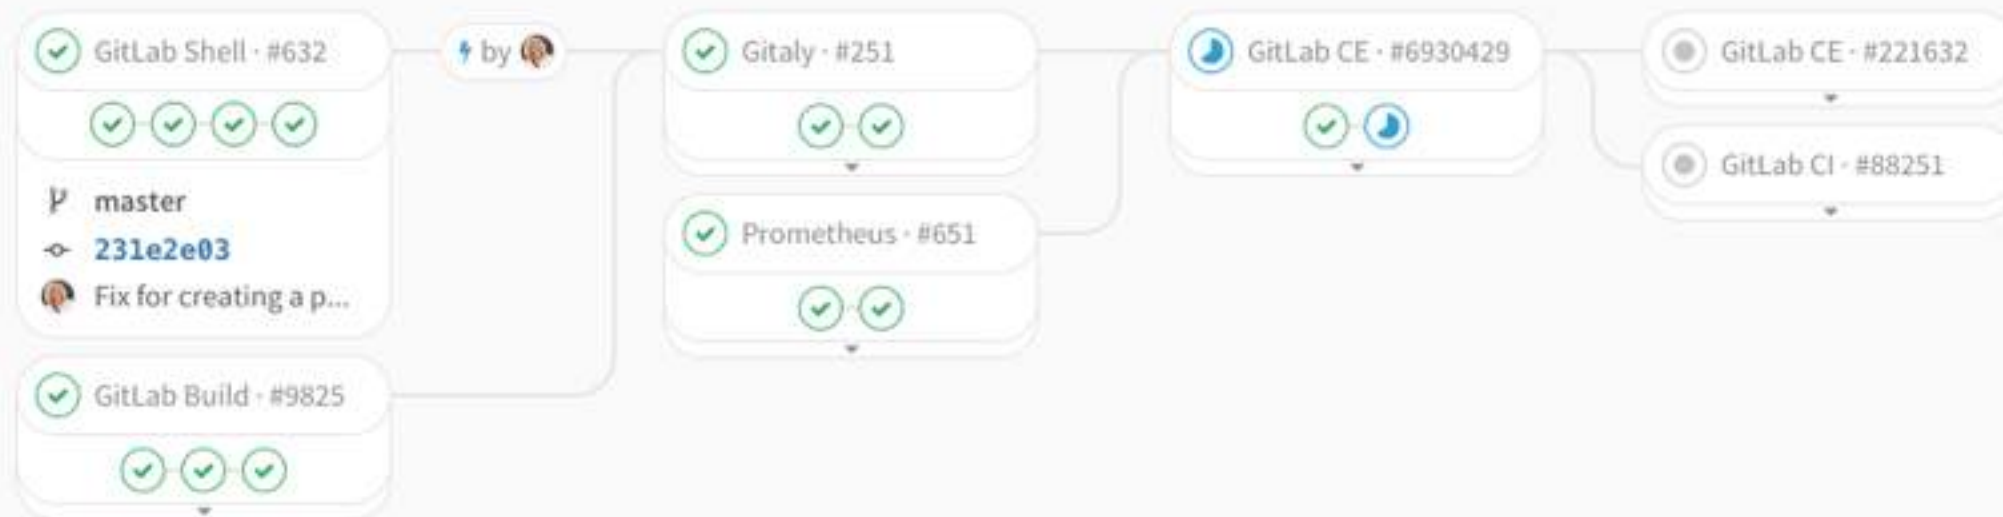 GitLab Shell · #632
by
master
231e2e03
Fix for creating a p...
GitLab Build · #9825
Gitaly · #251
Prometheus · #651
GitLab CE · #6930429
GitLab CE · #221632
GitLab CI · #88251